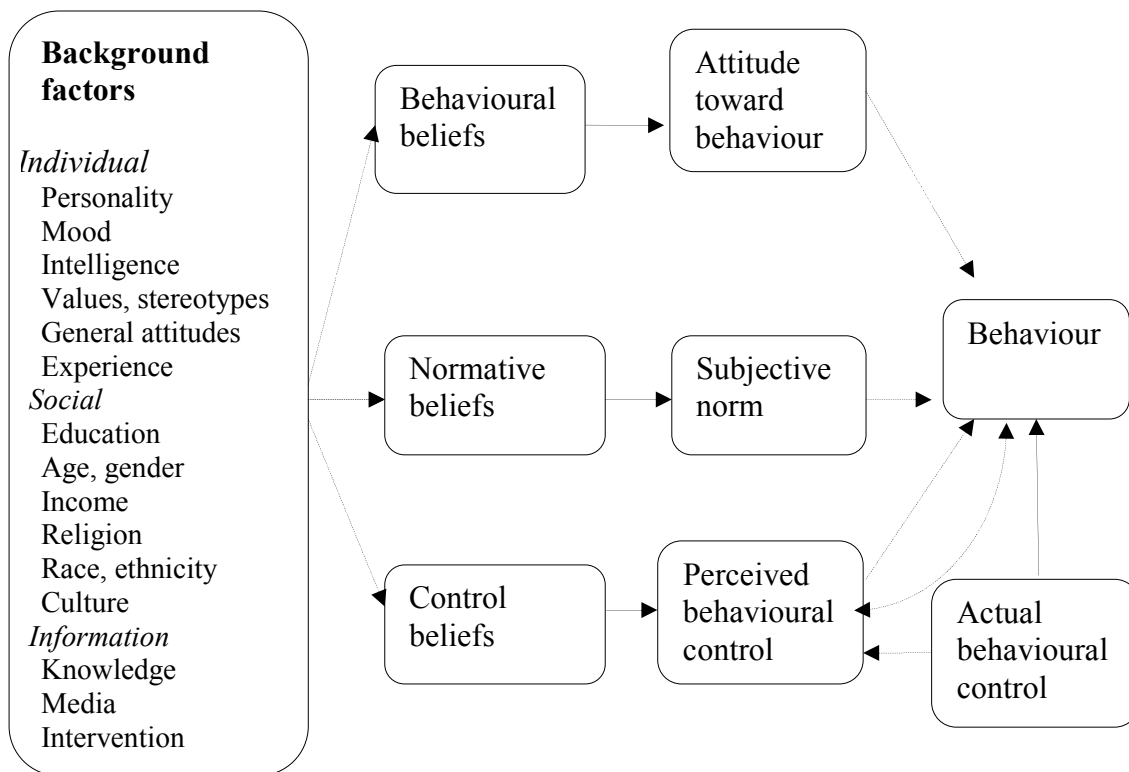 Background
factors
Individual
Personality
Mood
Intelligence
Values, stereotypes
General attitudes
Experience
Social
Education
Age, gender
Income
Religion
Race, ethnicity
Culture
Information
Knowledge
Media
Intervention
Behavioural
beliefs
Attitude
toward
behaviour
Normative
beliefs
Subjective
norm
Behaviour
Control
beliefs
Perceived
behavioural
control
Actual
behavioural
control